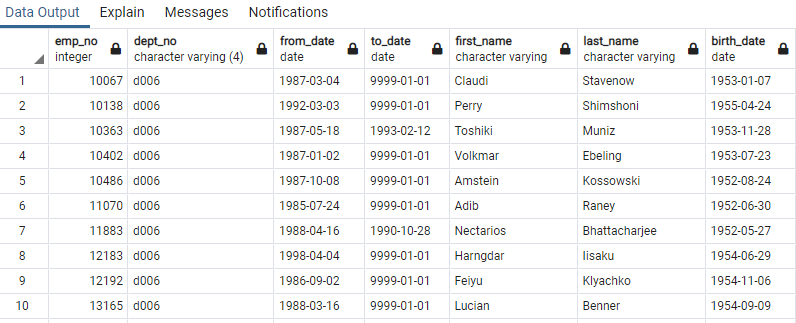 Data Output Explain Messages Notifications
emp_no dept_no from_date to_date first_name last_name birth_date
integer character varying (4) date date character varying character varying date
1 10067 d006 1987-03-04 9999-01-01 Claudi Stavenow 1953-01-07
2 10138 d006 1992-03-03 9999-01-01 Perry Shimshoni 1955-04-24
3 10363 d006 1987-05-18 1993-02-12 Toshiki Muniz 1953-11-28
4 10402 d006 1987-01-02 9999-01-01 Volkmar Ebeling 1953-07-23
5 10486 d006 1987-10-08 9999-01-01 Amstein Kossowski 1952-08-24
6 11070 d006 1985-07-24 9999-01-01 Adib Raney 1952-06-30
7 11883 d006 1988-04-16 1990-10-28 Nectarios Bhattacharjee 1952-05-27
8 12183 d006 1998-04-04 9999-01-01 Harngdar Iisaku 1954-06-29
9 12192 d006 1986-09-02 9999-01-01 Feiyu Klyachko 1954-11-06
10 13165 d006 1988-03-16 9999-01-01 Lucian Benner 1954-09-09